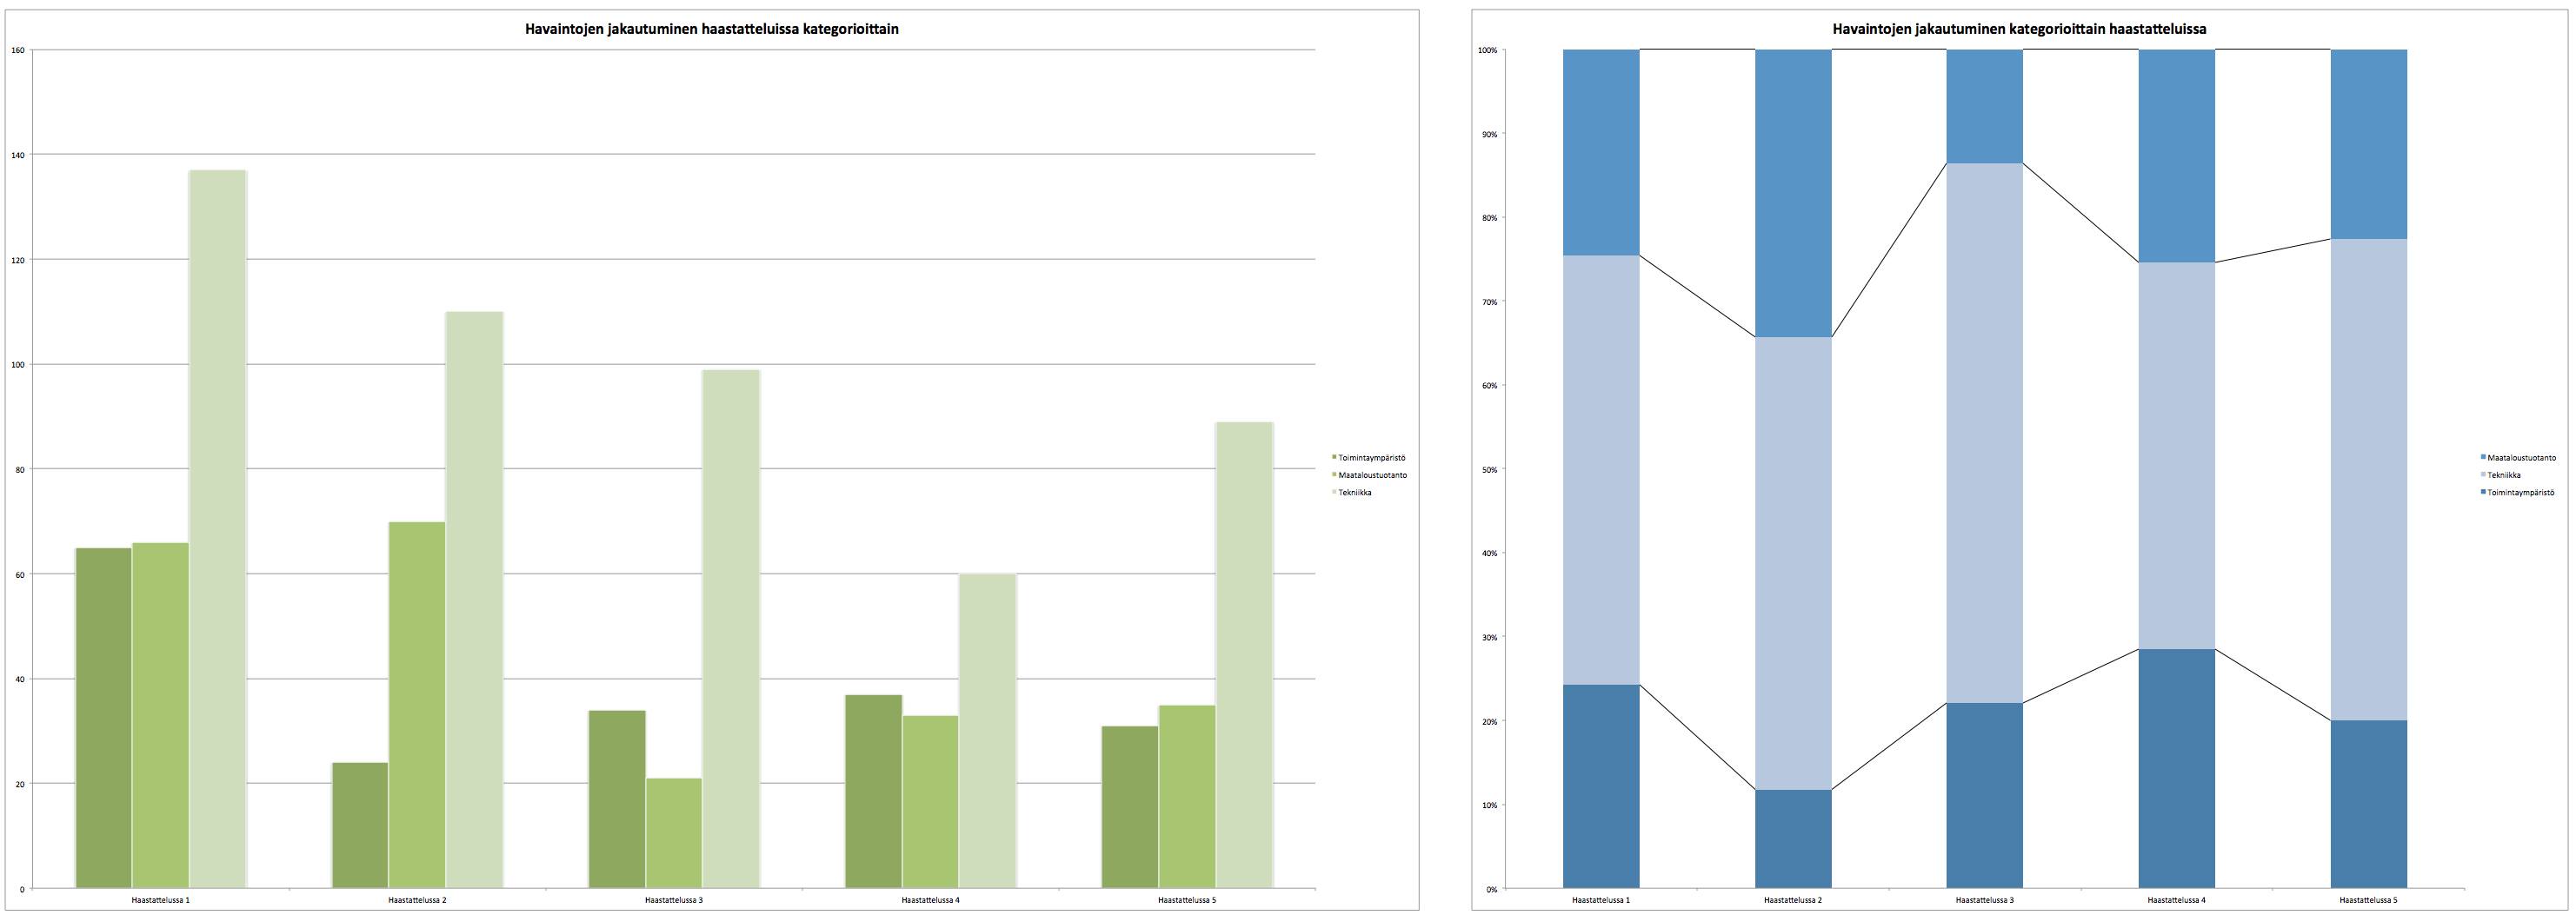 Havaintojen jakautuminen haastatteluissa kategorioittain
160
140
120
100
80
60
40
20
0
Haastattelussa 1
Haastattelussa 2
Haastattelussa 3
Haastattelussa 4
Haastattelussa 5
Toimintaympäristö
Maataloustuotanto
Tekniikka
Havaintojen jakautuminen kategorioittain haastatteluissa
100%
90%
80%
70%
60%
50%
40%
30%
20%
10%
0%
Haastattelussa 1
Haastattelussa 2
Haastattelussa 3
Haastattelussa 4
Haastattelussa 5
Maataloustuotanto
Tekniikka
Toimintaympäristö